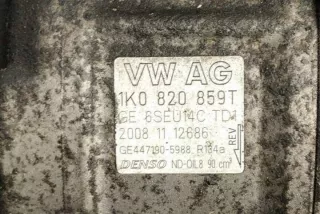 VW AG
1K0 820 859T
GE 6SEU14C TD1
2008 11 12686
REV
GE447190-5988 R134a
DENSO ND-OIL8 90 cm³